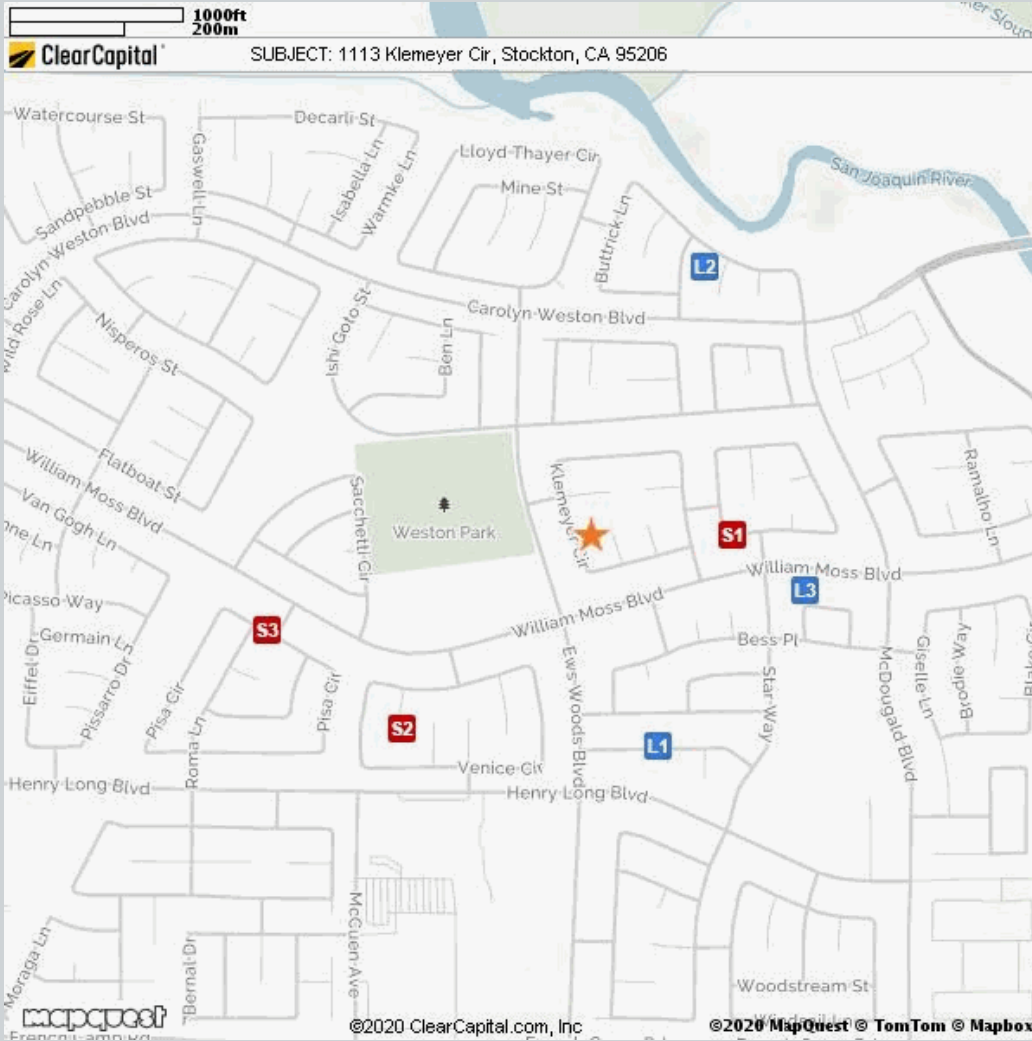 1000ft
200m
ClearCapital
SUBJECT: 1113 Klemeyer Cir, Stockton, CA 95206
Watercourse St
Decarli St
Gaswell Ln
Isabella Ln
Warmke Ln
Lloyd Thayer Cir
Mine St
San Joaquin River
Sandpebble St
Carolyn Weston Blvd
Buttrick Ln
L2
Wild Rose Ln
Nisperos St
Ishi Goto St
Ben Ln
Carolyn Weston Blvd
Flatboat St
William Moss Blvd
Van Gogh Ln
Sacchetti Cir
Weston Park
Klemeyer Cir
S1
Ramalho Ln
William Moss Blvd
L3
Picasso Way
Germain Ln
S3
William Moss Blvd
Bess Pl
Eiffel Dr
Pissarro Dr
Pisa Cir
Roma Ln
Pisa Cir
S2
Ews Woods Blvd
L1
Star Way
McDougald Blvd
Giselle Ln
Brodie Way
Venice Cir
Henry Long Blvd
Henry Long Blvd
Moraga Ln
Bernal Dr
McCuen Ave
Woodstream St
mapquest
©2020 ClearCapital.com, Inc
©2020 MapQuest © TomTom © Mapbox
French Camp Rd